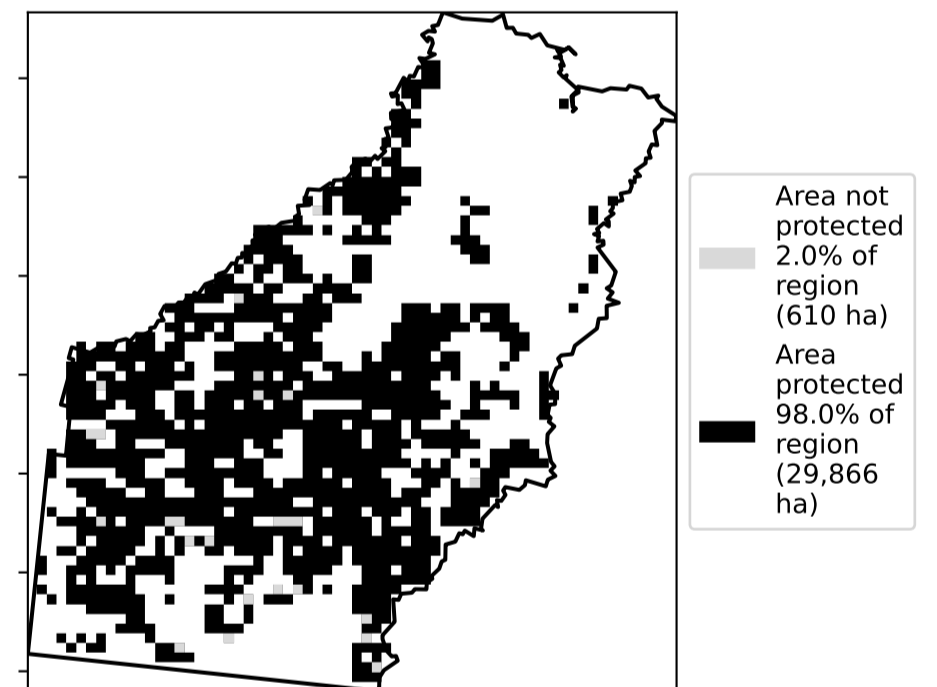 Area not
protected
2.0% of
region
(610 ha)
Area
protected
98.0% of
region
(29,866
ha)